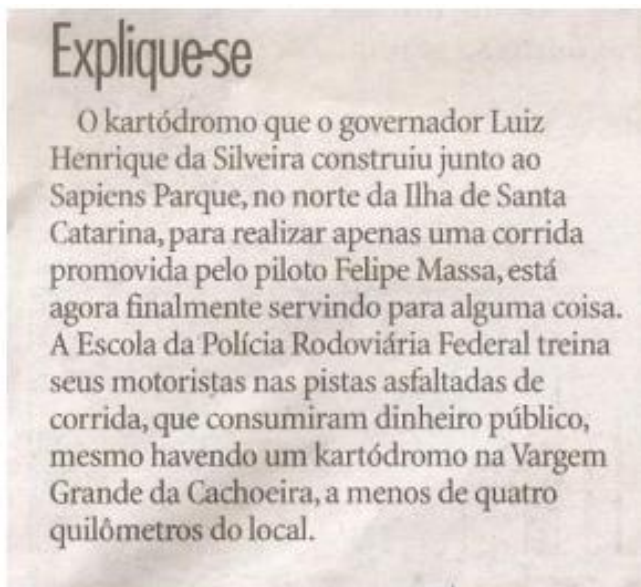 Explique-se
O kartódromo que o governador Luiz
Henrique da Silveira construiu junto ao
Sapiens Parque, no norte da Ilha de Santa
Catarina, para realizar apenas uma corrida
promovida pelo piloto Felipe Massa, está
agora finalmente servindo para alguma coisa.
A Escola da Polícia Rodoviária Federal treina
seus motoristas nas pistas asfaltadas de
corrida, que consumiram dinheiro público,
mesmo havendo um kartódromo na Vargem
Grande da Cachoeira, a menos de quatro
quilômetros do local.